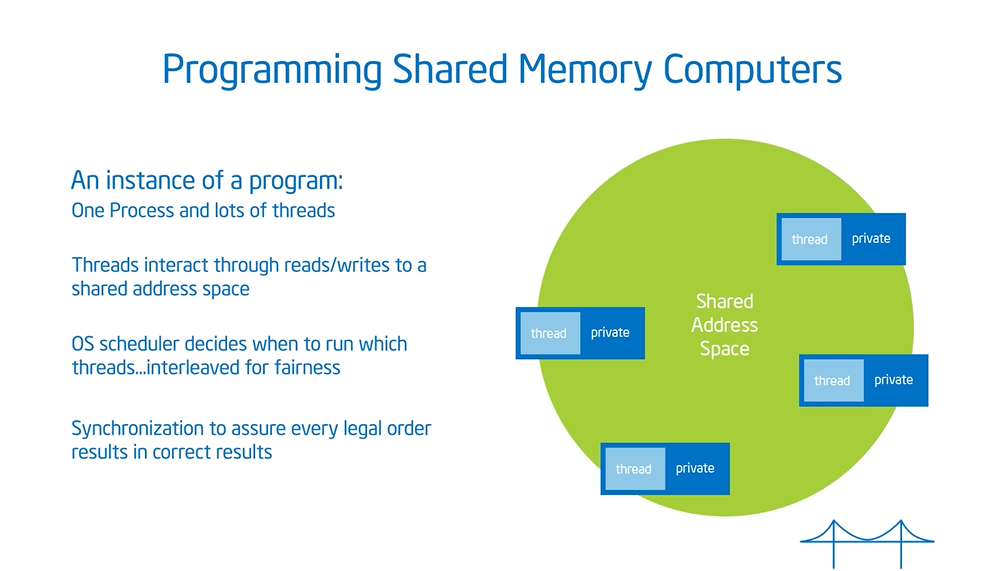 Programming Shared Memory Computers
An instance of a program:
One Process and lots of threads
Threads interact through reads/writes to a
shared address space
OS scheduler decides when to run which
threads...interleaved for fairness
Synchronization to assure every legal order
results in correct results
thread private
thread private
Shared
Address
Space
thread private
thread private